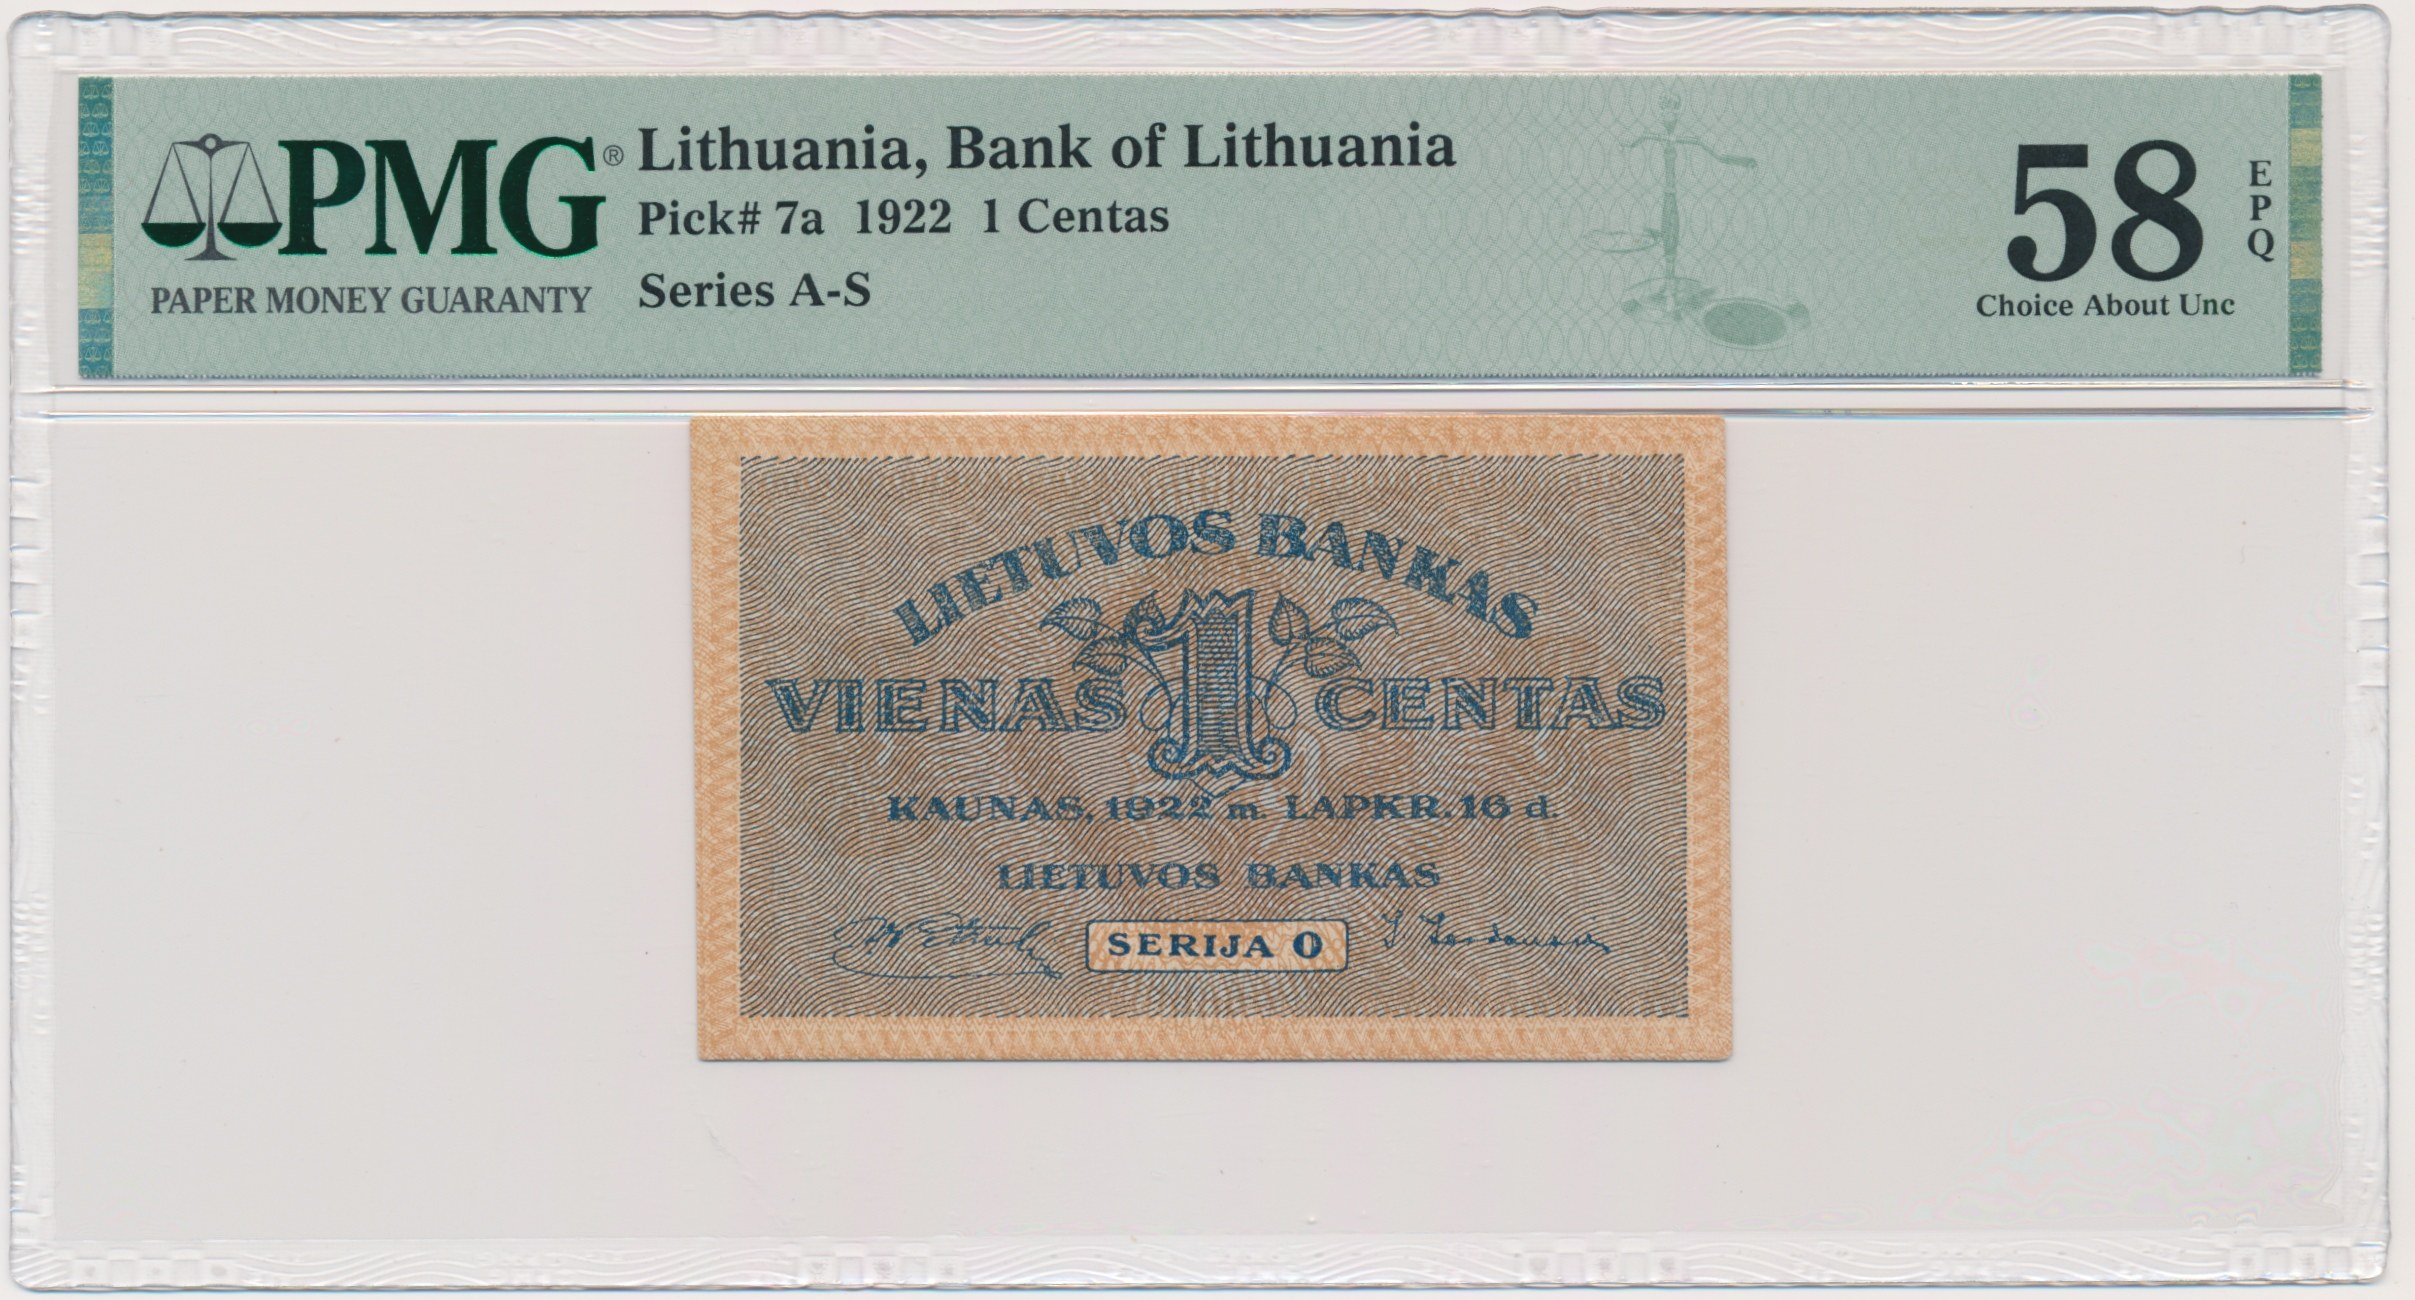 PMG®
PAPER MONEY GUARANTY
Lithuania, Bank of Lithuania
Pick# 7a 1922 1 Centas
Series A-S
58
EPQ
Choice About Unc
LIETUVOS BANKAS
VIENAS 1 CENTAS
KAUNAS, 1922 m. LAPKR. 16 d.
LIETUVOS BANKAS
SERIJA O